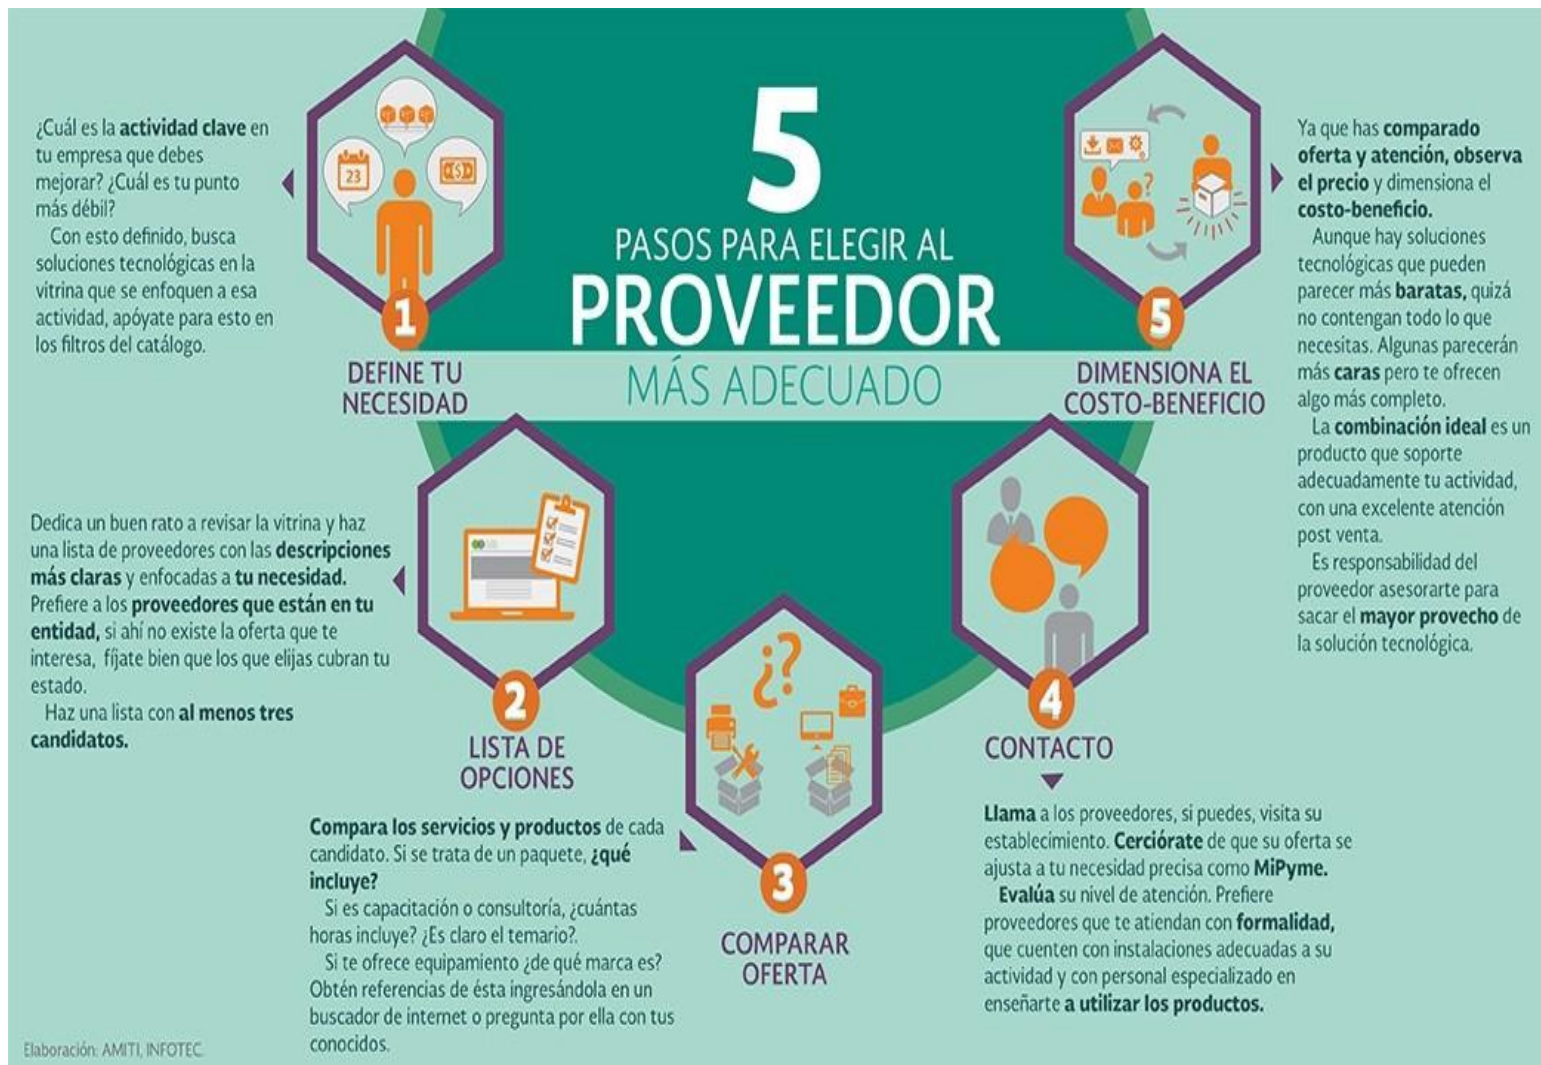 5
PASOS PARA ELEGIR AL
PROVEEDOR
MÁS ADECUADO
23
$
1
DEFINE TU
NECESIDAD
¿Cuál es la actividad clave en
tu empresa que debes
mejorar? ¿Cuál es tu punto
más débil?
Con esto definido, busca
soluciones tecnológicas en la
vitrina que se enfoquen a esa
actividad, apóyate para esto en
los filtros del catálogo.
2
LISTA DE
OPCIONES
Dedica un buen rato a revisar la vitrina y haz
una lista de proveedores con las descripciones
más claras y enfocadas a tu necesidad.
Prefiere a los proveedores que están en tu
entidad, si ahí no existe la oferta que te
interesa, fíjate bien que los que elijas cubran tu
estado.
Haz una lista con al menos tres
candidatos.
¿?
3
COMPARAR
OFERTA
Compara los servicios y productos de cada
candidato. Si se trata de un paquete, ¿qué
incluye?
Si es capacitación o consultoría, ¿cuántas
horas incluye? ¿Es claro el temario?.
Si te ofrece equipamiento ¿de qué marca es?
Obtén referencias de ésta ingresándola en un
buscador de internet o pregunta por ella con tus
conocidos.
4
CONTACTO
Llama a los proveedores, si puedes, visita su
establecimiento. Cerciórate de que su oferta se
ajusta a tu necesidad precisa como MiPyme.
Evalúa su nivel de atención. Prefiere
proveedores que te atiendan con formalidad,
que cuenten con instalaciones adecuadas a su
actividad y con personal especializado en
enseñarte a utilizar los productos.
?
5
DIMENSIONA EL
COSTO-BENEFICIO
Ya que has comparado
oferta y atención, observa
el precio y dimensiona el
costo-beneficio.
Aunque hay soluciones
tecnológicas que pueden
parecer más baratas, quizá
no contengan todo lo que
necesitas. Algunas parecerán
más caras pero te ofrecen
algo más completo.
La combinación ideal es un
producto que soporte
adecuadamente tu actividad,
con una excelente atención
post venta.
Es responsabilidad del
proveedor asesorarte para
sacar el mayor provecho de
la solución tecnológica.
Elaboración: AMITI, INFOTEC.